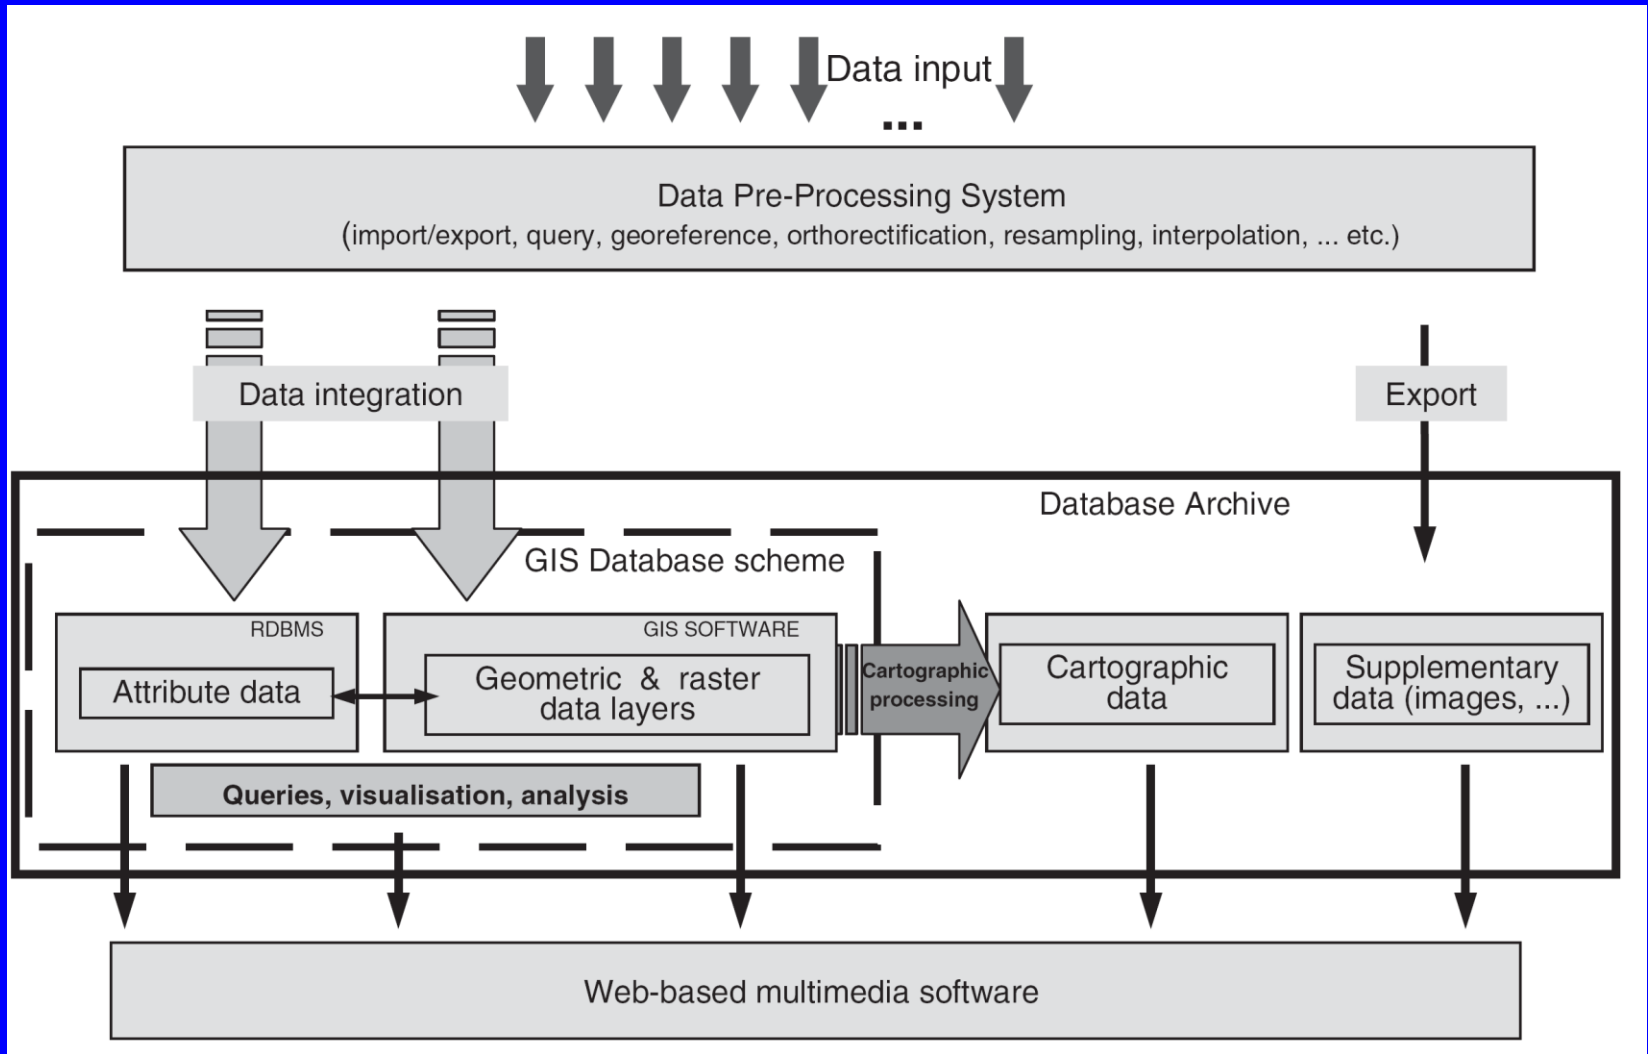 Data input
...
Data Pre-Processing System
(import/export, query, georeference, orthorectification, resampling, interpolation, ... etc.)
Data integration
Export
Database Archive
GIS Database scheme
RDBMS
Attribute data
GIS SOFTWARE
Geometric & raster
data layers
Cartographic
processing
Cartographic
data
Supplementary
data (images, ...)
Queries, visualisation, analysis
Web-based multimedia software